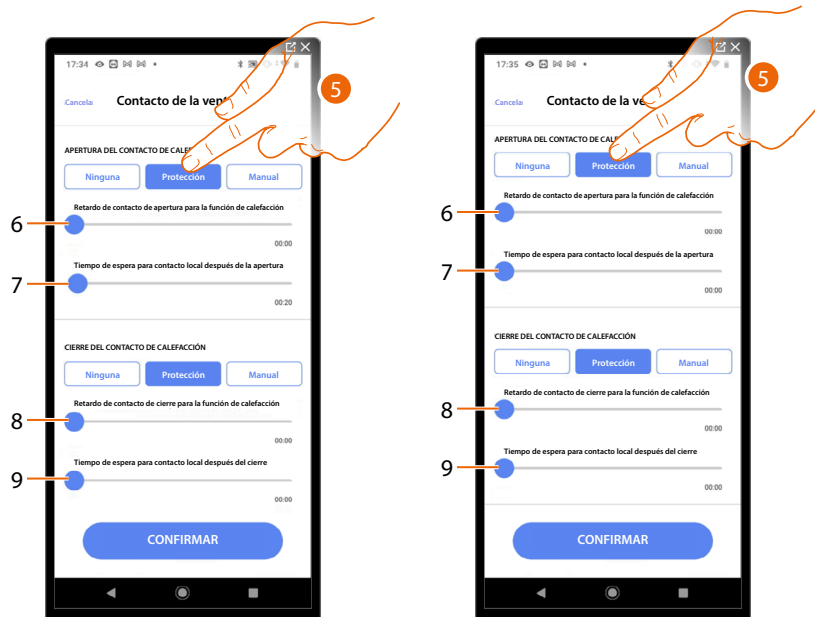 17:34
Cancela
Contacto de la vent
5
APERTURA DEL CONTACTO DE CALEF
Ninguna
Protección
Manual
Retardo de contacto de apertura para la función de calefacción
6
00:00
Tiempo de espera para contacto local después de la apertura
7
00:20
CIERRE DEL CONTACTO DE CALEFACCIÓN
Ninguna
Protección
Manual
Retardo de contacto de cierre para la función de calefacción
8
00:00
Tiempo de espera para contacto local después del cierre
9
00:00
CONFIRMAR
17:35
Cancela
Contacto de la ve
5
APERTURA DEL CONTACTO DE CALEF
Ninguna
Protección
Manual
Retardo de contacto de apertura para la función de calefacción
6
00:00
Tiempo de espera para contacto local después de la apertura
7
00:00
CIERRE DEL CONTACTO DE CALEFACCIÓN
Ninguna
Protección
Manual
Retardo de contacto de cierre para la función de calefacción
8
00:00
Tiempo de espera para contacto local después del cierre
9
00:00
CONFIRMAR